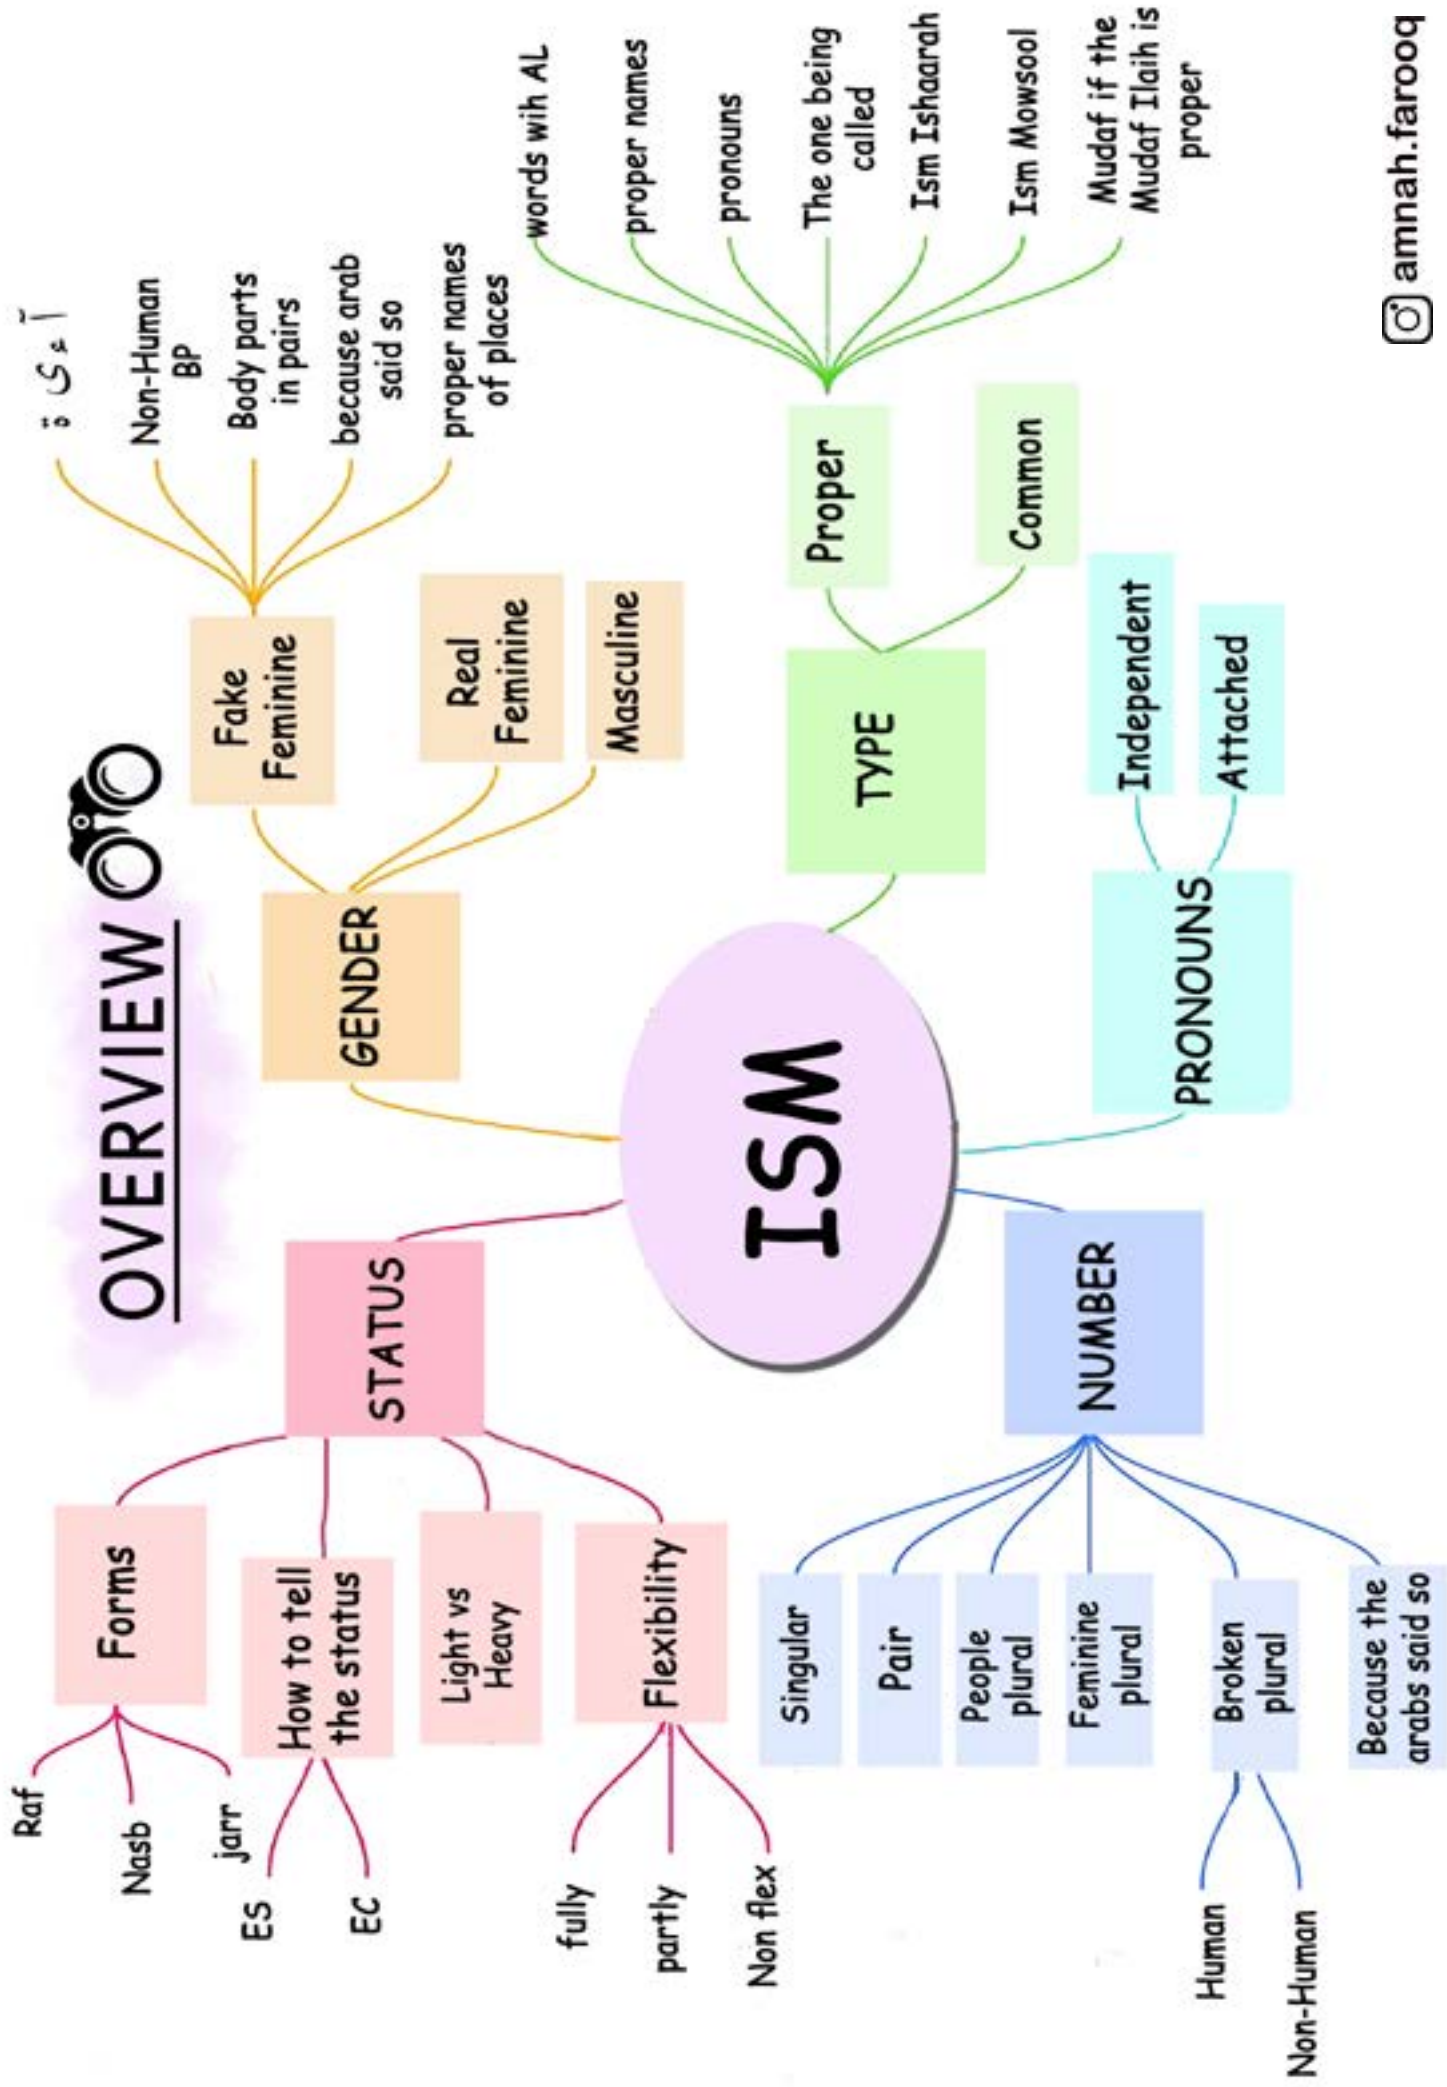 OVERVIEW
ISM
STATUS
Forms
Raf
Nasb
jarr
How to tell
the status
ES
EC
Light vs
Heavy
Flexibility
fully
partly
Non flex
GENDER
Fake
Feminine
ة ى ء آ
Non-Human
BP
Body parts
in pairs
because arab
said so
proper names
of places
Real
Feminine
Masculine
TYPE
Proper
words wih AL
proper names
pronouns
The one being
called
Ism Ishaarah
Ism Mowsool
Mudaf if the
Mudaf Ilaih is
proper
Common
PRONOUNS
Independent
Attached
NUMBER
Singular
Pair
People
plural
Feminine
plural
Broken
plural
Human
Non-Human
Because the
arabs said so
amnah.farooq